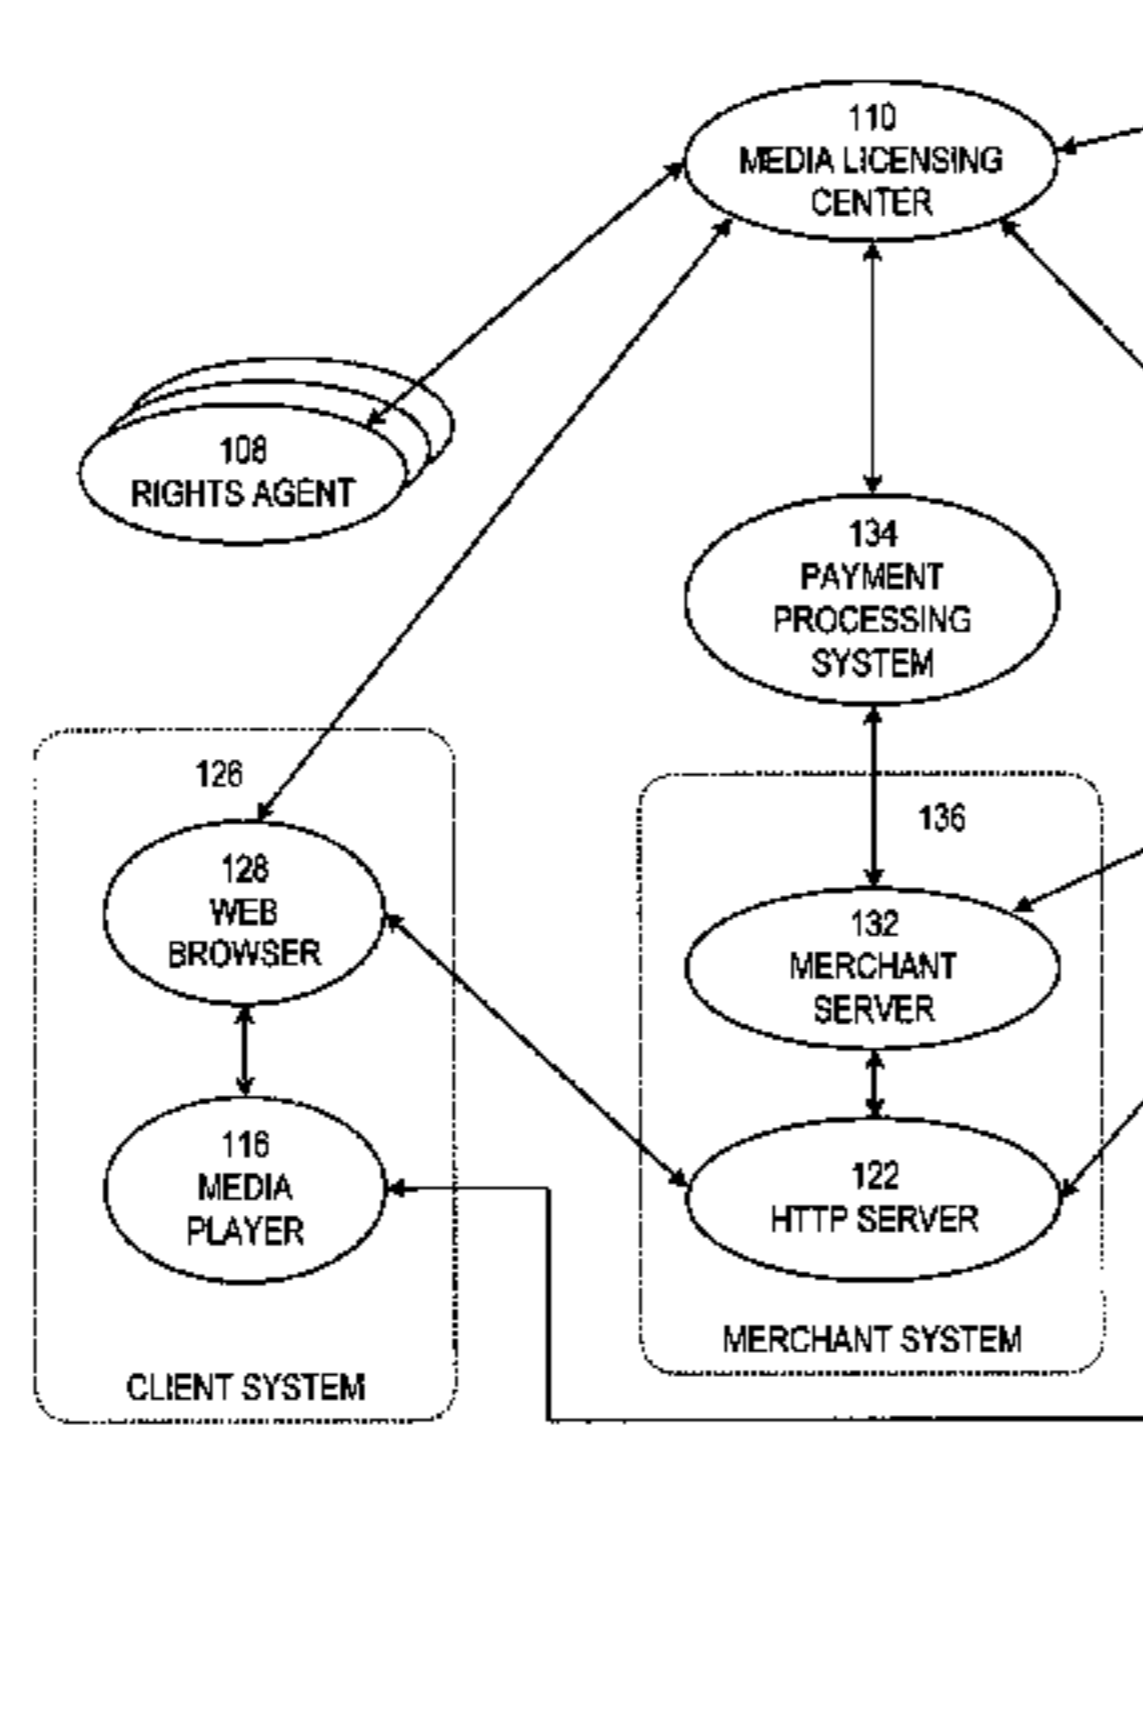 110
MEDIA LICENSING
CENTER
108
RIGHTS AGENT
134
PAYMENT
PROCESSING
SYSTEM
126
128
WEB
BROWSER
116
MEDIA
PLAYER
CLIENT SYSTEM
136
132
MERCHANT
SERVER
122
HTTP SERVER
MERCHANT SYSTEM